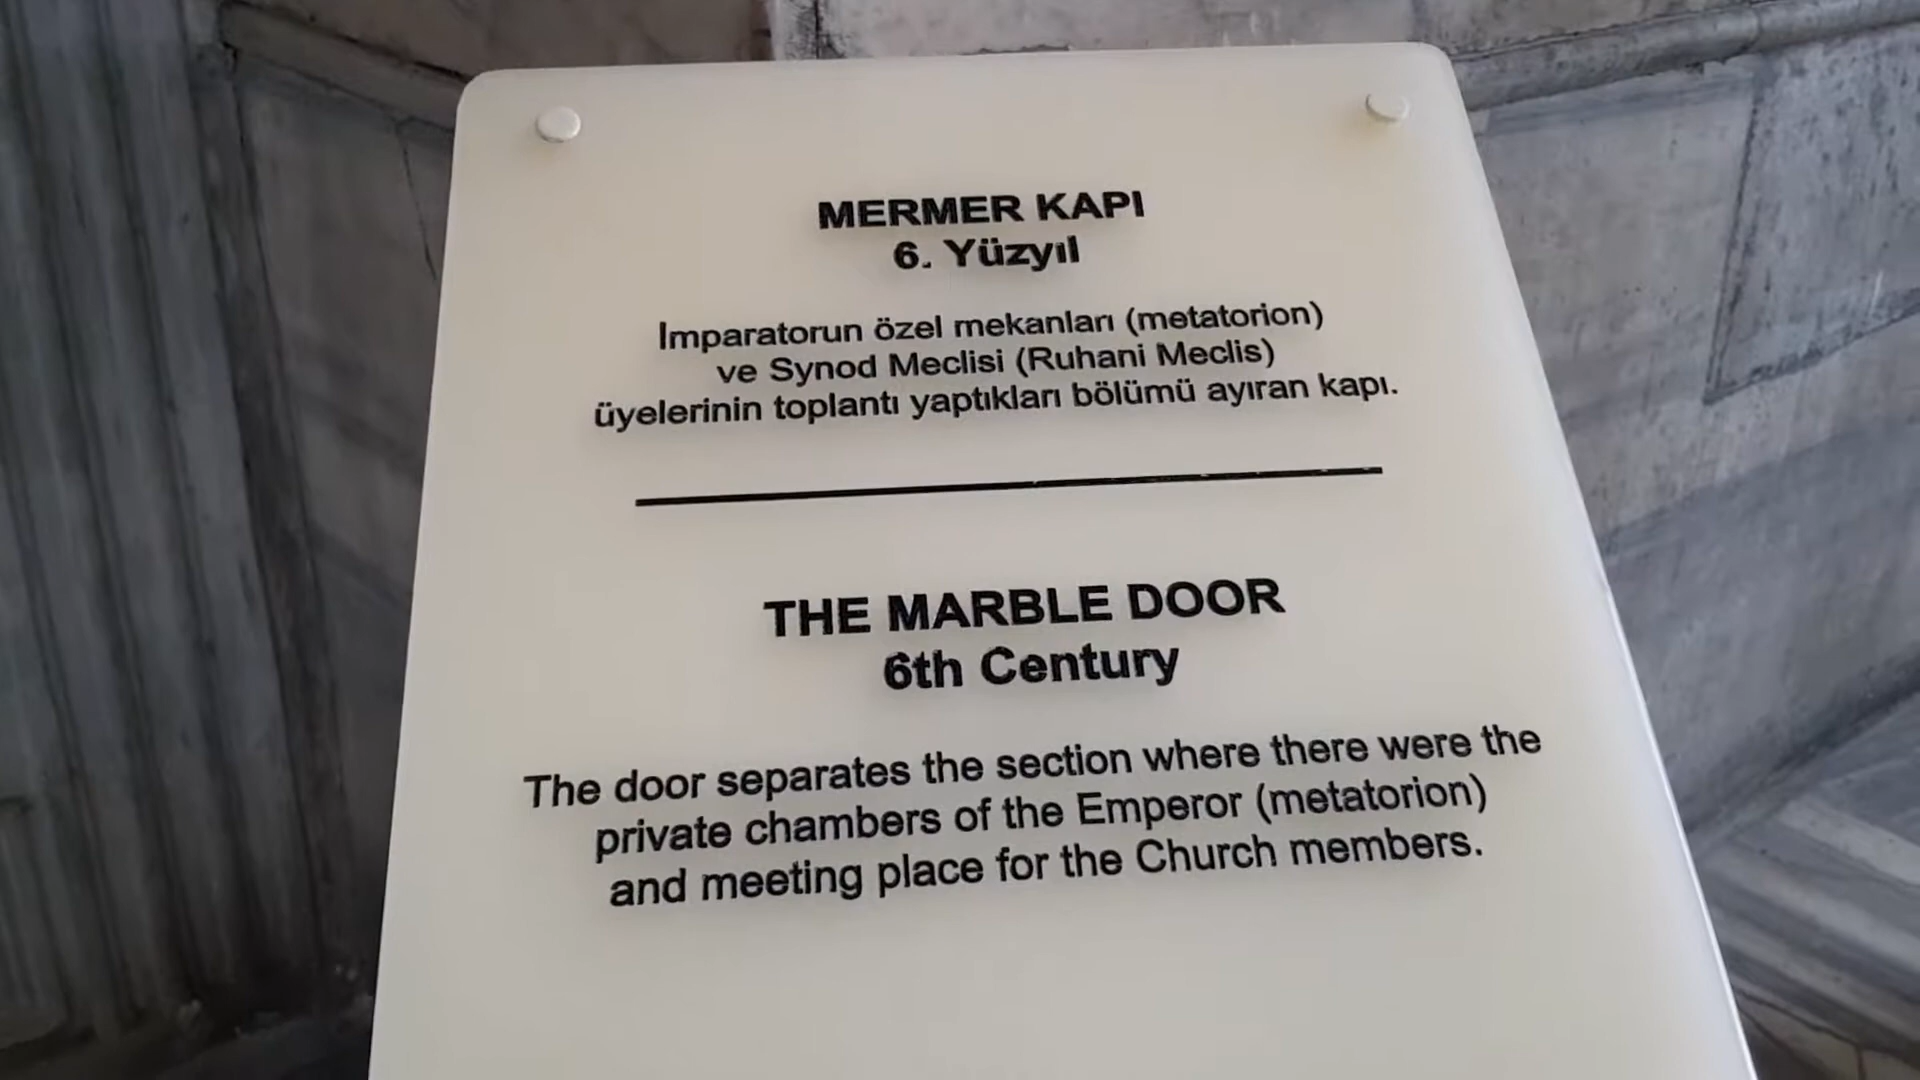 MERMER KAPI
6. Yüzyıl
İmparatorun özel mekanları (metatorion)
ve Synod Meclisi (Ruhani Meclis)
üyelerinin toplantı yaptıkları bölümü ayıran kapı.
THE MARBLE DOOR
6th Century
The door separates the section where there were the
private chambers of the Emperor (metatorion)
and meeting place for the Church members.